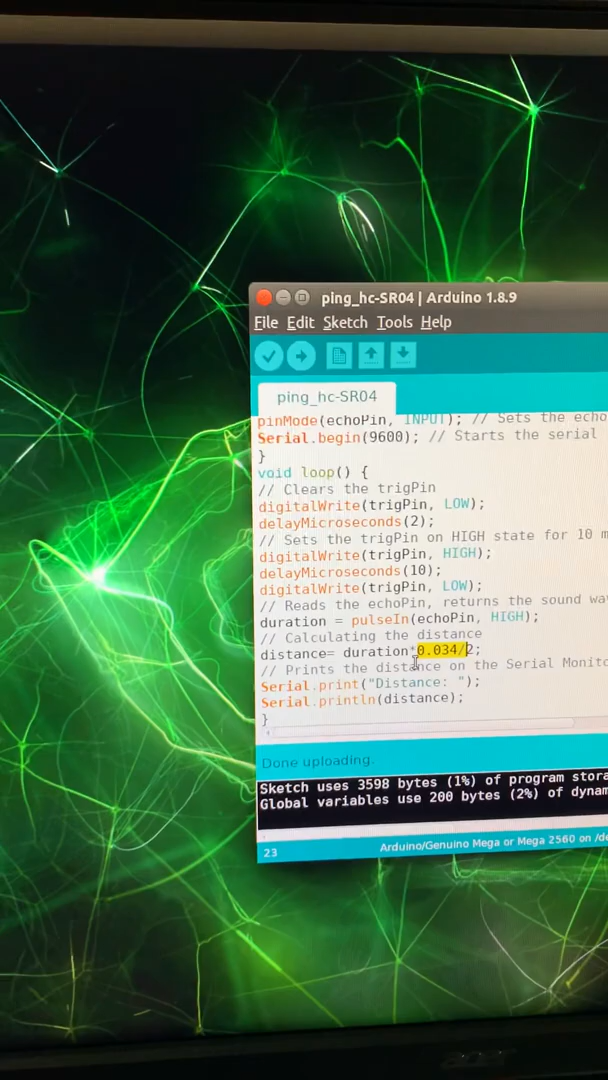 ping_hc-SR04 | Arduino 1.8.9
File Edit Sketch Tools Help
ping_hc-SR04
pinMode(echoPin, INPUT); // Sets the echo
Serial.begin(9600); // Starts the serial
}
void loop() {
// Clears the trigPin
digitalWrite(trigPin, LOW);
delayMicroseconds(2);
// Sets the trigPin on HIGH state for 10 m
digitalWrite(trigPin, HIGH);
delayMicroseconds(10);
digitalWrite(trigPin, LOW);
// Reads the echoPin, returns the sound wa
duration = pulseIn(echoPin, HIGH);
// Calculating the distance
distance= duration*0.034/2;
// Prints the distance on the Serial Monito
Serial.print("Distance: ");
Serial.println(distance);
}
Done uploading.
Sketch uses 3598 bytes (1%) of program stora
Global variables use 200 bytes (2%) of dynam
23 Arduino/Genuino Mega or Mega 2560 on /de
acer